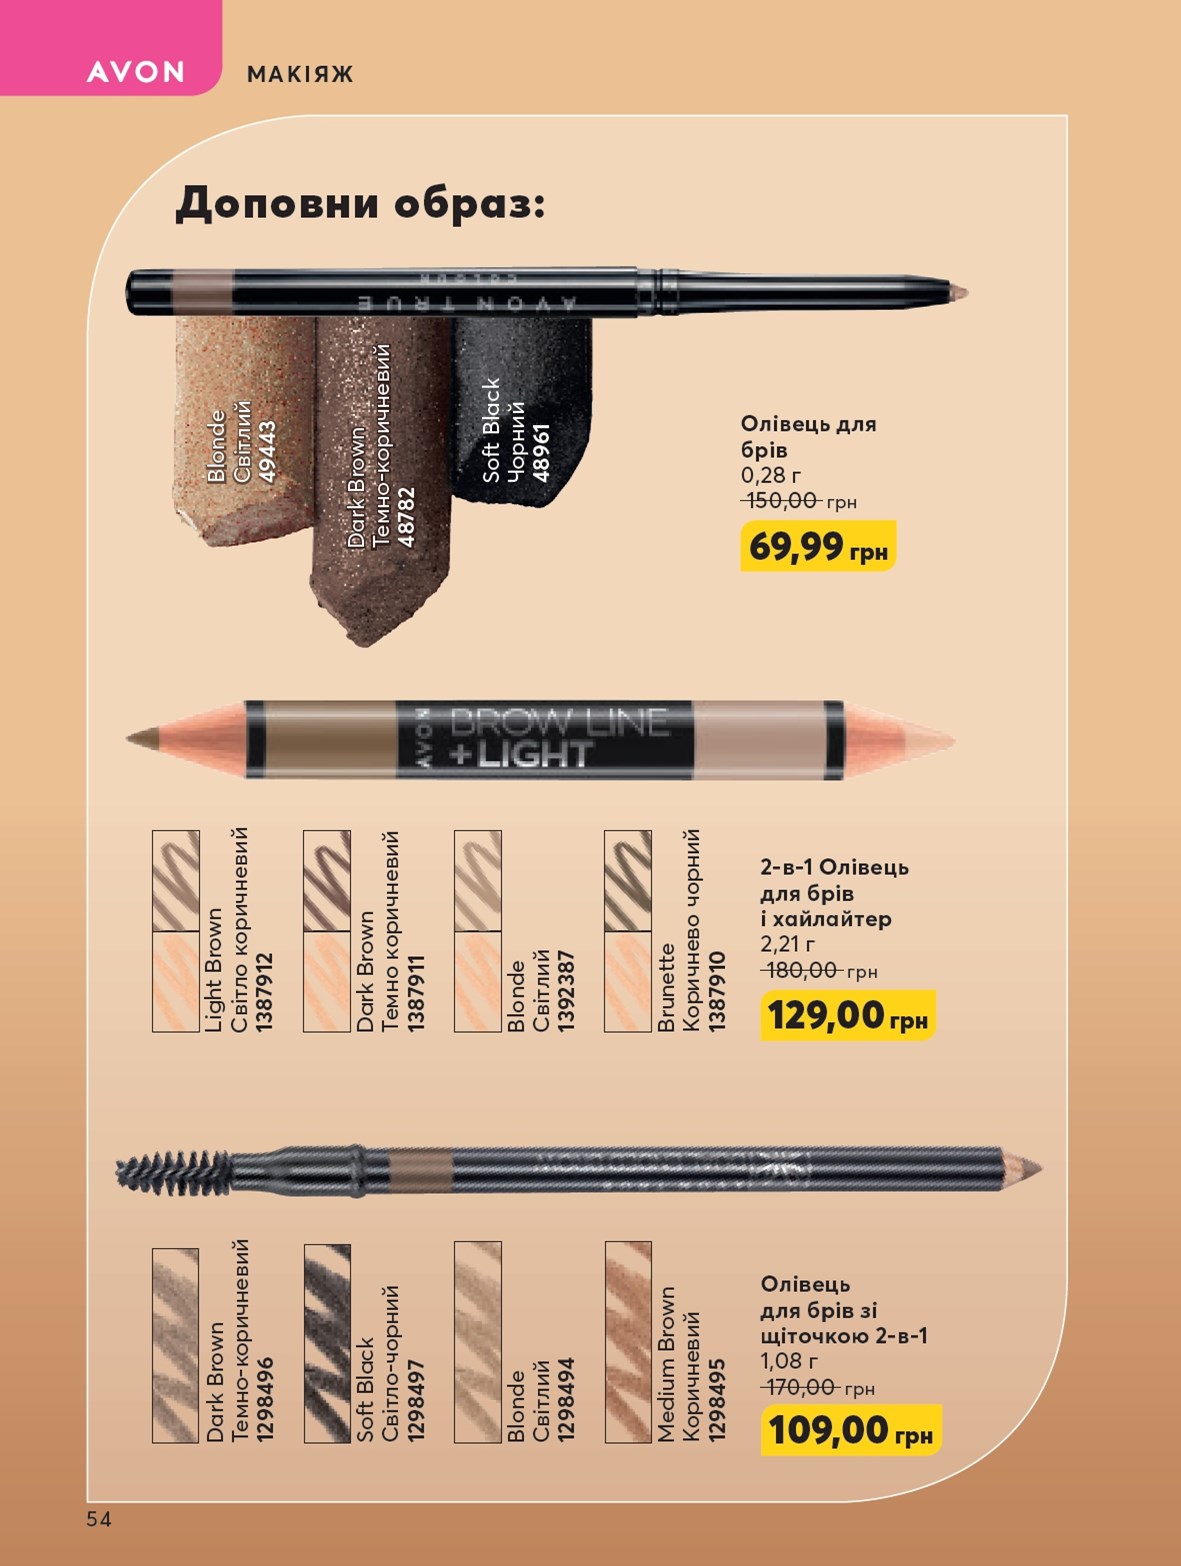 AVON
МАКІЯЖ
Доповни образ:
COLOUR
AVON TRUE
Blonde
Світлий
49443
Dark Brown
Темно-коричневий
48782
Soft Black
Чорний
48961
Олівець для
брів
0,28 г
150,00 грн
69,99 грн
AVON
BROW LINE
+LIGHT
Light Brown
Світло коричневий
1387912
Dark Brown
Темно коричневий
1387911
Blonde
Світлий
1392387
Brunette
Коричнево чорний
1387910
2-в-1 Олівець
для брів
і хайлайтер
2,21 г
180,00 грн
129,00 грн
Dark Brown
Темно-коричневий
1298496
Soft Black
Світло-чорний
1298497
Blonde
Світлий
1298494
Medium Brown
Коричневий
1298495
Олівець
для брів зі
щіточкою 2-в-1
1,08 г
170,00 грн
109,00 грн
54